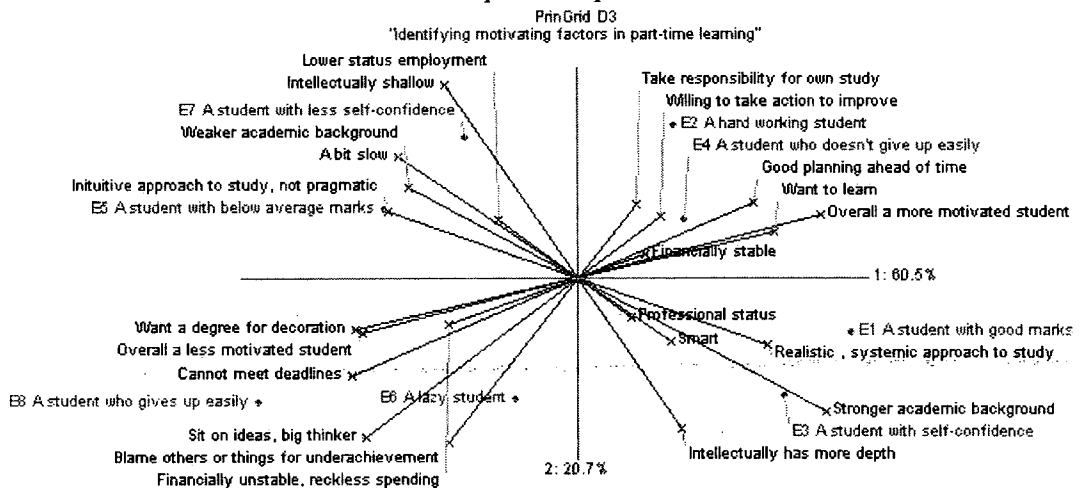 PrinGrid D3
"Identifying motivating factors in part-time learning"
Lower status employment
Intellectually shallow
E7 A student with less self-confidence
Weaker academic background
A bit slow
Inituitive approach to study, not pragmatic
E5 A student with below average marks
Take responsibility for own study
Willing to take action to improve
E2 A hard working student
E4 A student who doesn't give up easily
Good planning ahead of time
Want to learn
Overall a more motivated student
Financially stable
1: 60.5%
Want a degree for decoration
Overall a less motivated student
Cannot meet deadlines
E8 A student who gives up easily
E6 A lazy student
Sit on ideas, big thinker
Blame others or things for underachievement
Financially unstable, reckless spending
Professional status
Smart
E1 A student with good marks
Realistic , systemic approach to study
Stronger academic background
E3 A student with self-confidence
Intellectually has more depth
2: 20.7%